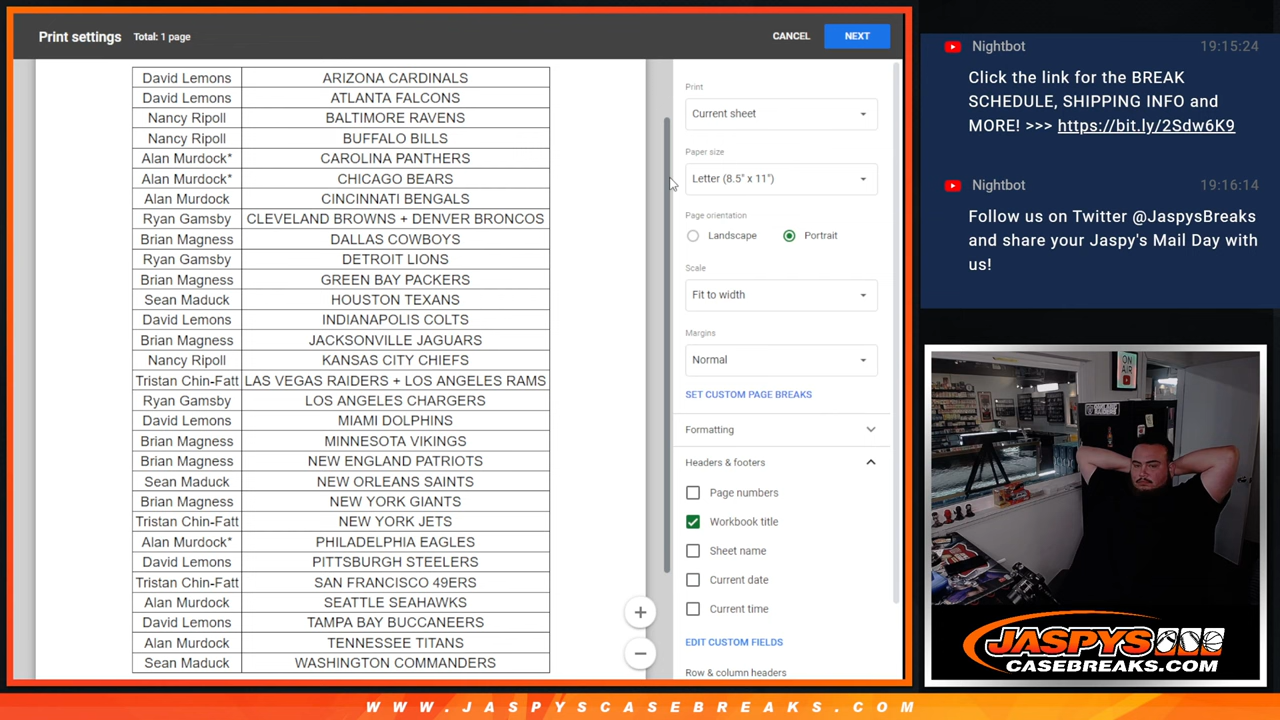 Print settings Total: 1 page CANCEL NEXT
David Lemons ARIZONA CARDINALS
David Lemons ATLANTA FALCONS
Nancy Ripoll BALTIMORE RAVENS
Nancy Ripoll BUFFALO BILLS
Alan Murdock* CAROLINA PANTHERS
Alan Murdock* CHICAGO BEARS
Alan Murdock CINCINNATI BENGALS
Ryan Gamsby CLEVELAND BROWNS + DENVER BRONCOS
Brian Magness DALLAS COWBOYS
Ryan Gamsby DETROIT LIONS
Brian Magness GREEN BAY PACKERS
Sean Maduck HOUSTON TEXANS
David Lemons INDIANAPOLIS COLTS
Brian Magness JACKSONVILLE JAGUARS
Nancy Ripoll KANSAS CITY CHIEFS
Tristan Chin-Fatt LAS VEGAS RAIDERS + LOS ANGELES RAMS
Ryan Gamsby LOS ANGELES CHARGERS
David Lemons MIAMI DOLPHINS
Brian Magness MINNESOTA VIKINGS
Brian Magness NEW ENGLAND PATRIOTS
Sean Maduck NEW ORLEANS SAINTS
Brian Magness NEW YORK GIANTS
Tristan Chin-Fatt NEW YORK JETS
Alan Murdock* PHILADELPHIA EAGLES
David Lemons PITTSBURGH STEELERS
Tristan Chin-Fatt SAN FRANCISCO 49ERS
Alan Murdock SEATTLE SEAHAWKS
David Lemons TAMPA BAY BUCCANEERS
Alan Murdock TENNESSEE TITANS
Sean Maduck WASHINGTON COMMANDERS
Print
Current sheet
Paper size
Letter (8.5" x 11")
Page orientation
Landscape Portrait
Scale
Fit to width
Margins
Normal
SET CUSTOM PAGE BREAKS
Formatting
Headers & footers
Page numbers
Workbook title
Sheet name
Current date
Current time
EDIT CUSTOM FIELDS
Row & column headers
Nightbot 19:15:24
Click the link for the BREAK
SCHEDULE, SHIPPING INFO and
MORE! >>> https://bit.ly/2Sdw6K9
Nightbot 19:16:14
Follow us on Twitter @JaspysBreaks
and share your Jaspy's Mail Day with
us!
ON
AIR
JASPYS
CASEBREAKS.COM
WWW.JASPYSCASEBREAKS.COM